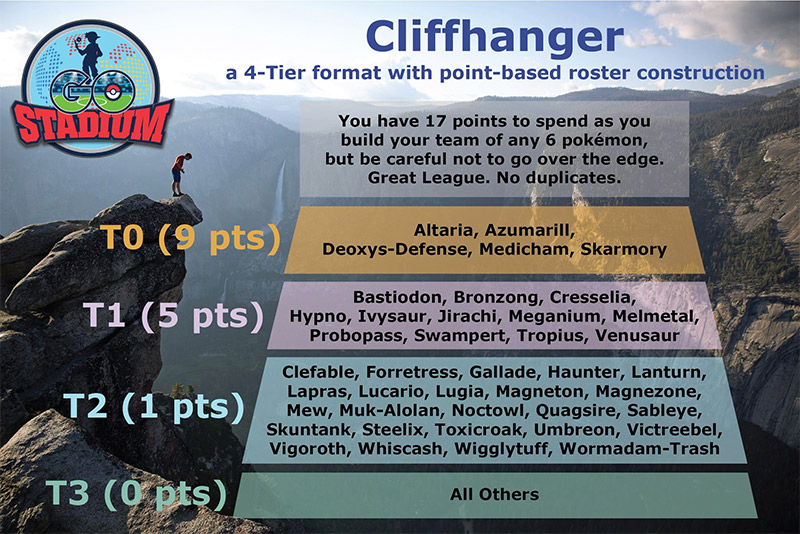 GO
STADIUM
Cliffhanger
a 4-Tier format with point-based roster construction
You have 17 points to spend as you
build your team of any 6 pokémon,
but be careful not to go over the edge.
Great League. No duplicates.
T0 (9 pts)
Altaria, Azumarill,
Deoxys-Defense, Medicham, Skarmory
T1 (5 pts)
Bastiodon, Bronzong, Cresselia,
Hypno, Ivysaur, Jirachi, Meganium, Melmetal,
Probopass, Swampert, Tropius, Venusaur
T2 (1 pts)
Clefable, Forretress, Gallade, Haunter, Lanturn,
Lapras, Lucario, Lugia, Magneton, Magnezone,
Mew, Muk-Alolan, Noctowl, Quagsire, Sableye,
Skuntank, Steelix, Toxicroak, Umbreon, Victreebel,
Vigoroth, Whiscash, Wigglytuff, Wormadam-Trash
T3 (0 pts)
All Others